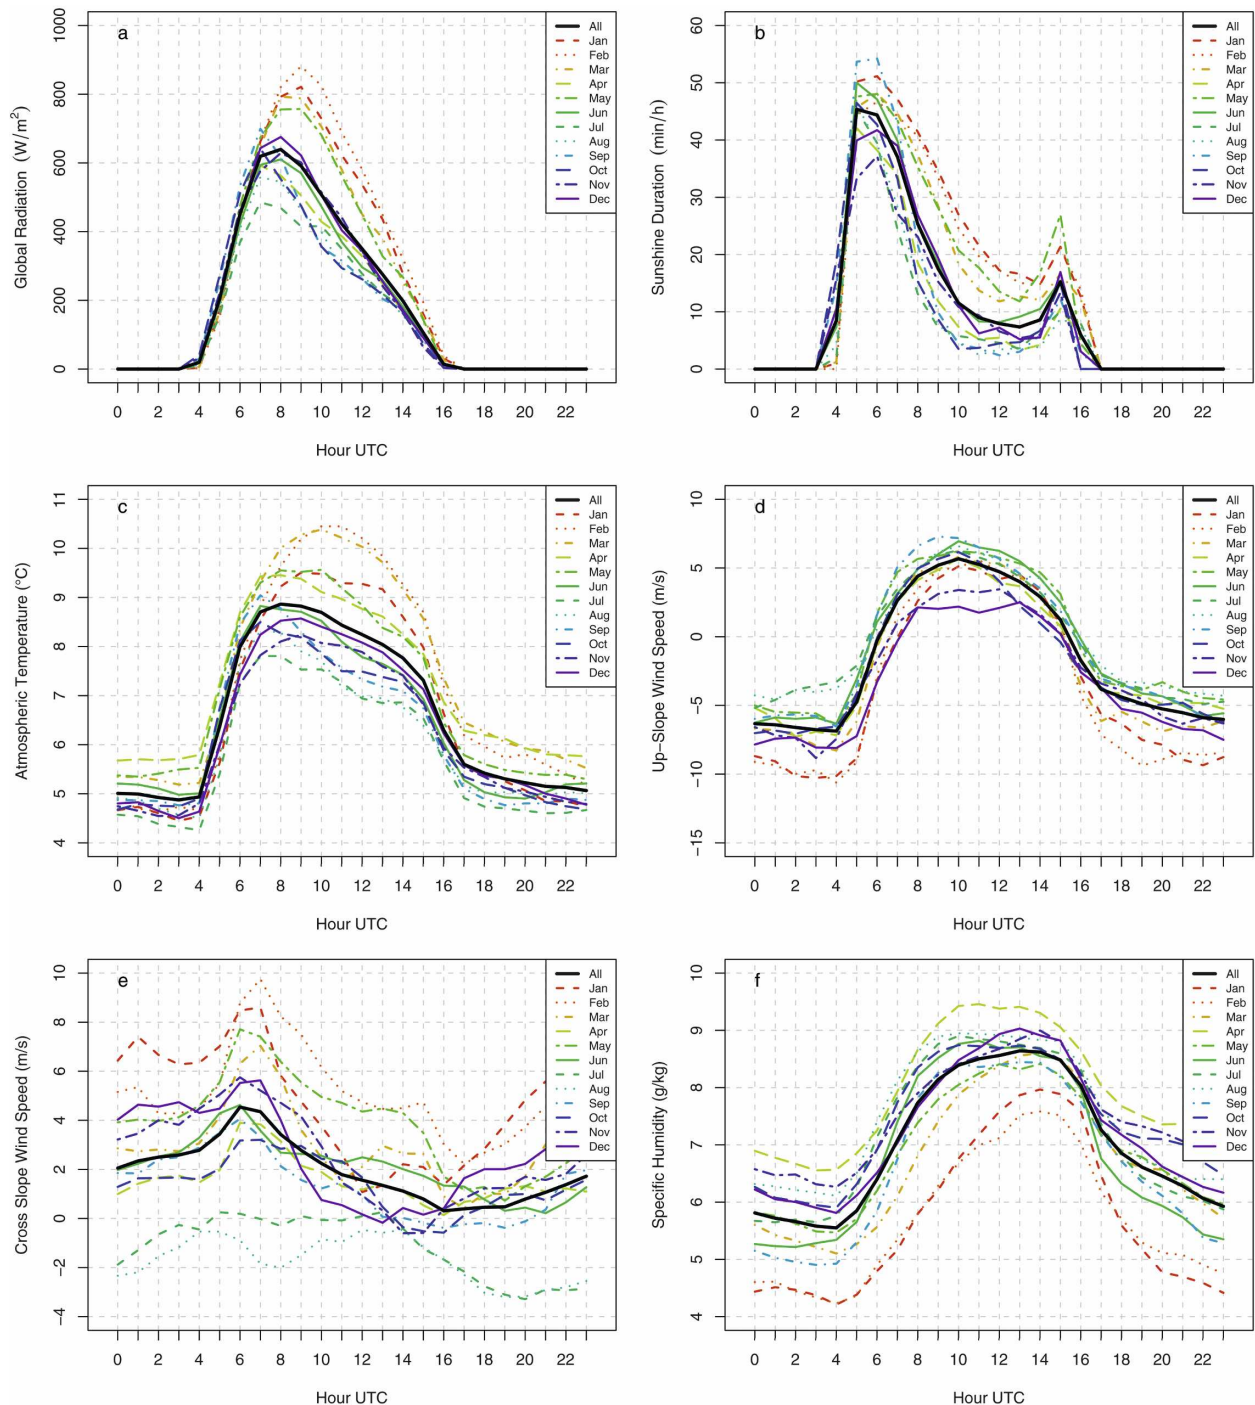 a
Global Radiation (W/m²)
1000
800
600
400
200
0
0 2 4 6 8 10 12 14 16 18 20 22
Hour UTC
All
Jan
Feb
Mar
Apr
May
Jun
Jul
Aug
Sep
Oct
Nov
Dec
b
Sunshine Duration (min/h)
60
50
40
30
20
10
0
0 2 4 6 8 10 12 14 16 18 20 22
Hour UTC
All
Jan
Feb
Mar
Apr
May
Jun
Jul
Aug
Sep
Oct
Nov
Dec
c
Atmospheric Temperature (°C)
11
10
9
8
7
6
5
4
0 2 4 6 8 10 12 14 16 18 20 22
Hour UTC
All
Jan
Feb
Mar
Apr
May
Jun
Jul
Aug
Sep
Oct
Nov
Dec
d
Up−Slope Wind Speed (m/s)
10
5
0
−5
−10
−15
0 2 4 6 8 10 12 14 16 18 20 22
Hour UTC
All
Jan
Feb
Mar
Apr
May
Jun
Jul
Aug
Sep
Oct
Nov
Dec
e
Cross Slope Wind Speed (m/s)
10
8
6
4
2
0
−2
−4
0 2 4 6 8 10 12 14 16 18 20 22
Hour UTC
All
Jan
Feb
Mar
Apr
May
Jun
Jul
Aug
Sep
Oct
Nov
Dec
f
Specific Humidity (g/kg)
10
9
8
7
6
5
4
0 2 4 6 8 10 12 14 16 18 20 22
Hour UTC
All
Jan
Feb
Mar
Apr
May
Jun
Jul
Aug
Sep
Oct
Nov
Dec